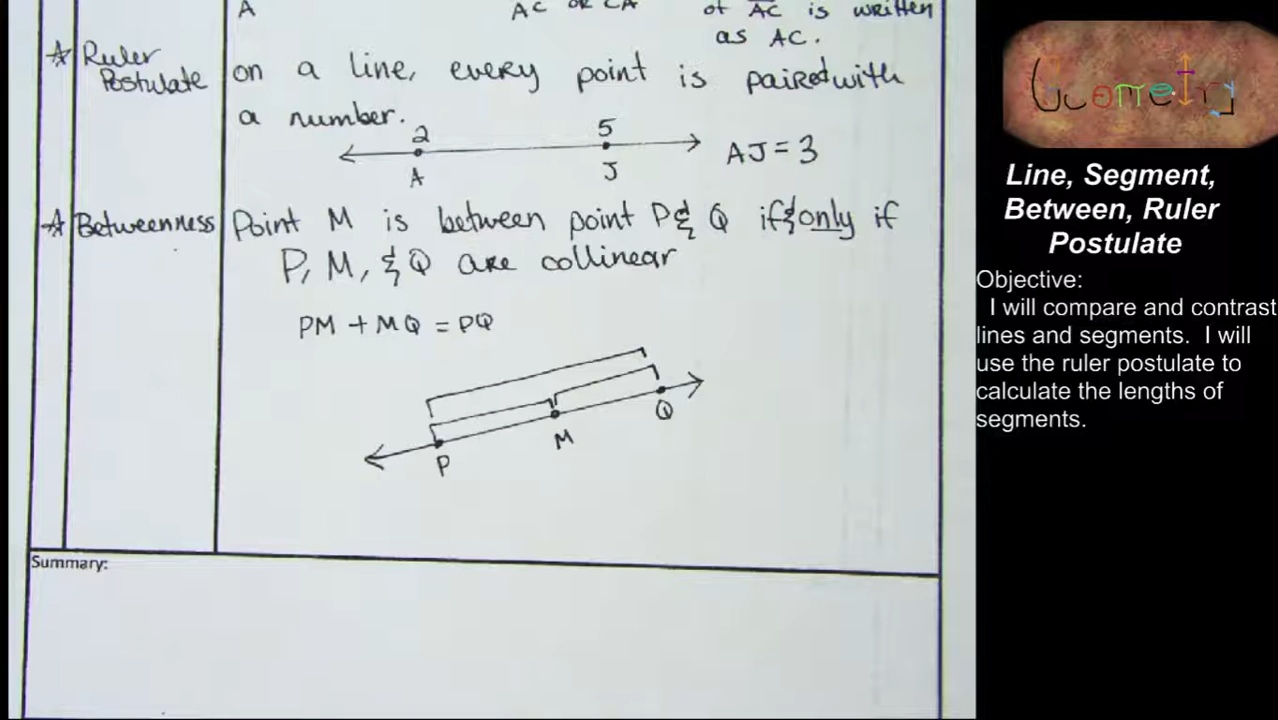 A
AC OR CA
of AC is written
as AC.
☆ Ruler
Postulate
on a line, every point is paired with
a number.
2
5
A
J
AJ = 3
☆ Betweenness
Point M is between point P & Q if & only if
P, M, & Q are collinear
PM + MQ = PQ
P
M
Q
Summary:
Geometry
Line, Segment,
Between, Ruler
Postulate
Objective:
I will compare and contrast
lines and segments. I will
use the ruler postulate to
calculate the lengths of
segments.